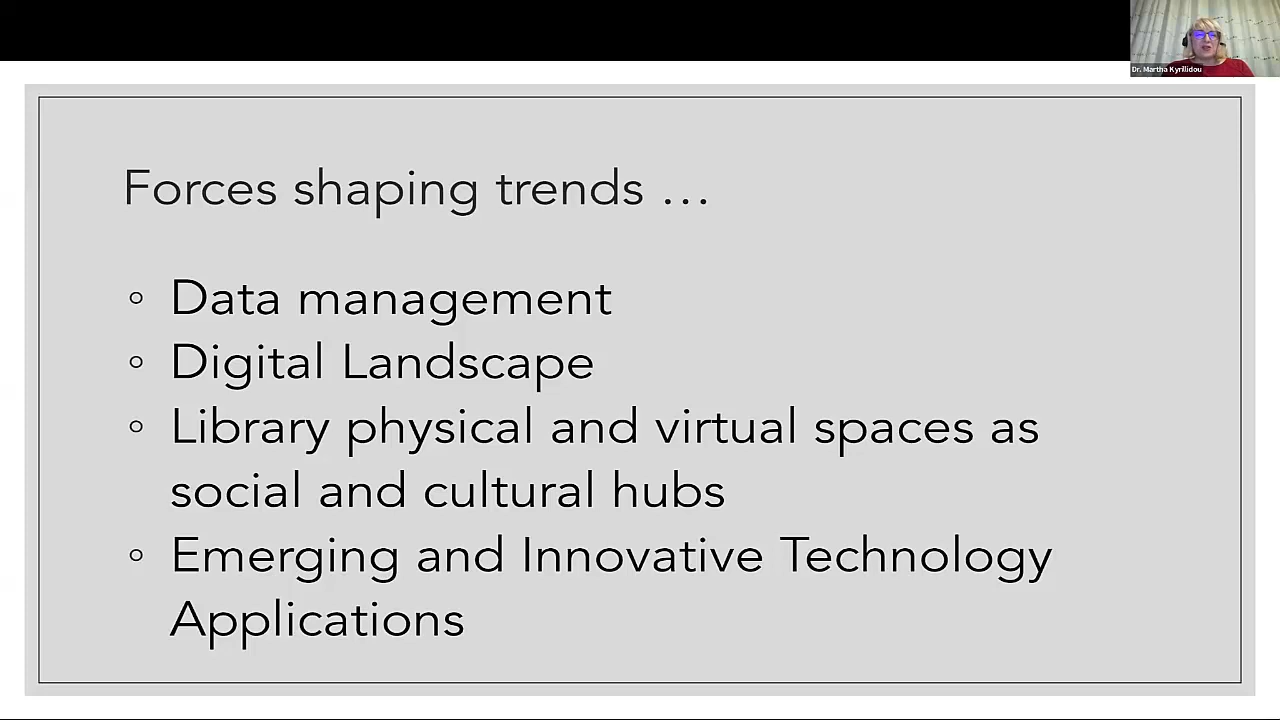 Dr. Martha Kyrillidou
Forces shaping trends …
◦ Data management
◦ Digital Landscape
◦ Library physical and virtual spaces as
social and cultural hubs
◦ Emerging and Innovative Technology
Applications